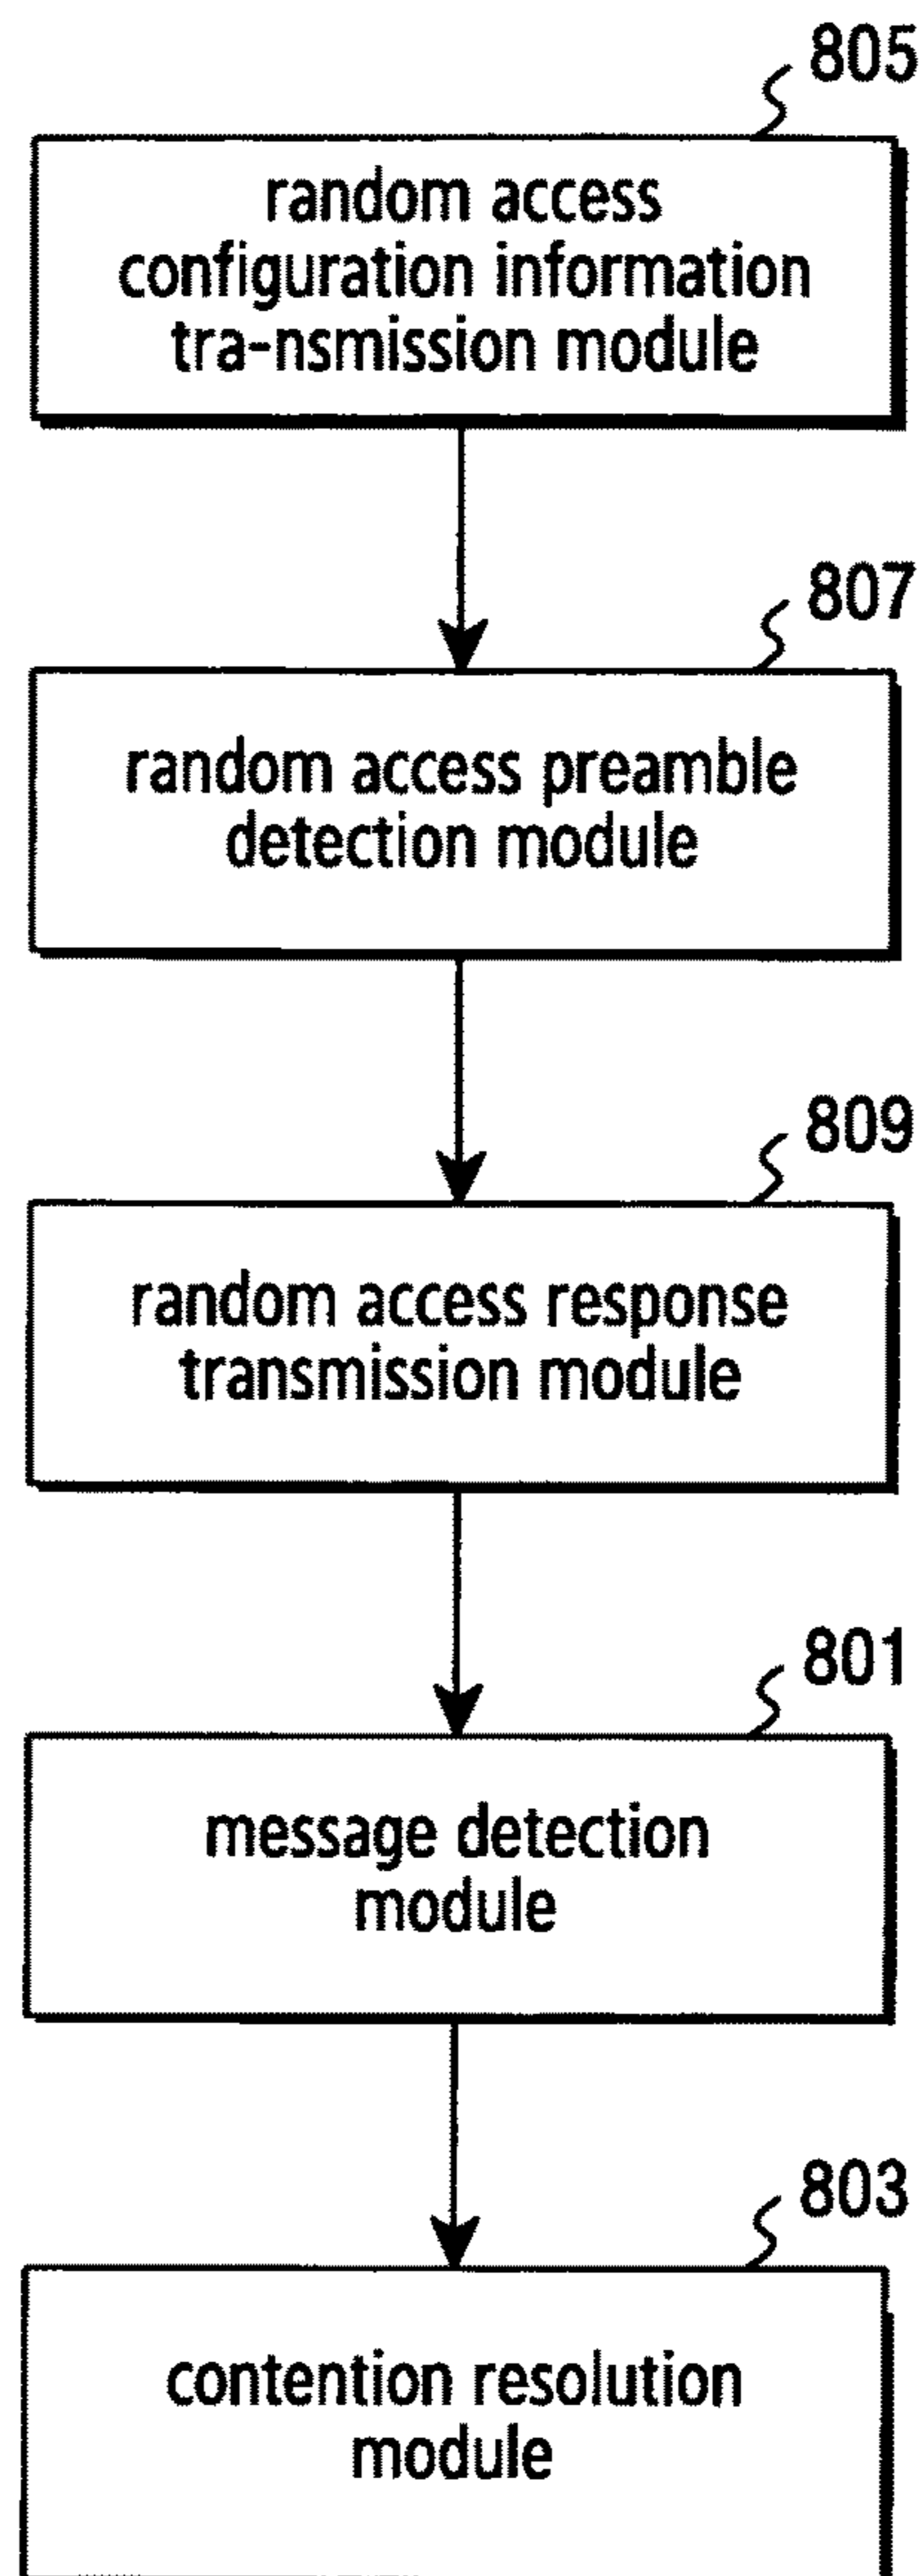 805
random access
configuration information
tra-nsmission module
807
random access preamble
detection module
809
random access response
transmission module
801
message detection
module
803
contention resolution
module